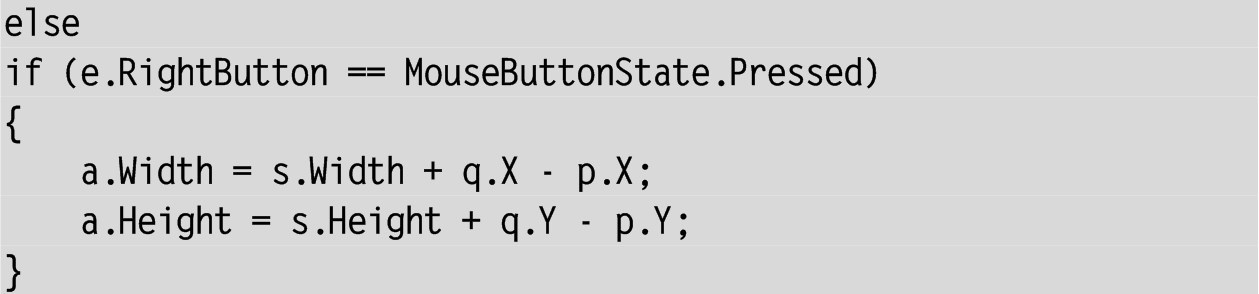 else
if (e.RightButton == MouseButtonState.Pressed)
{
    a.Width = s.Width + q.X - p.X;
    a.Height = s.Height + q.Y - p.Y;
}